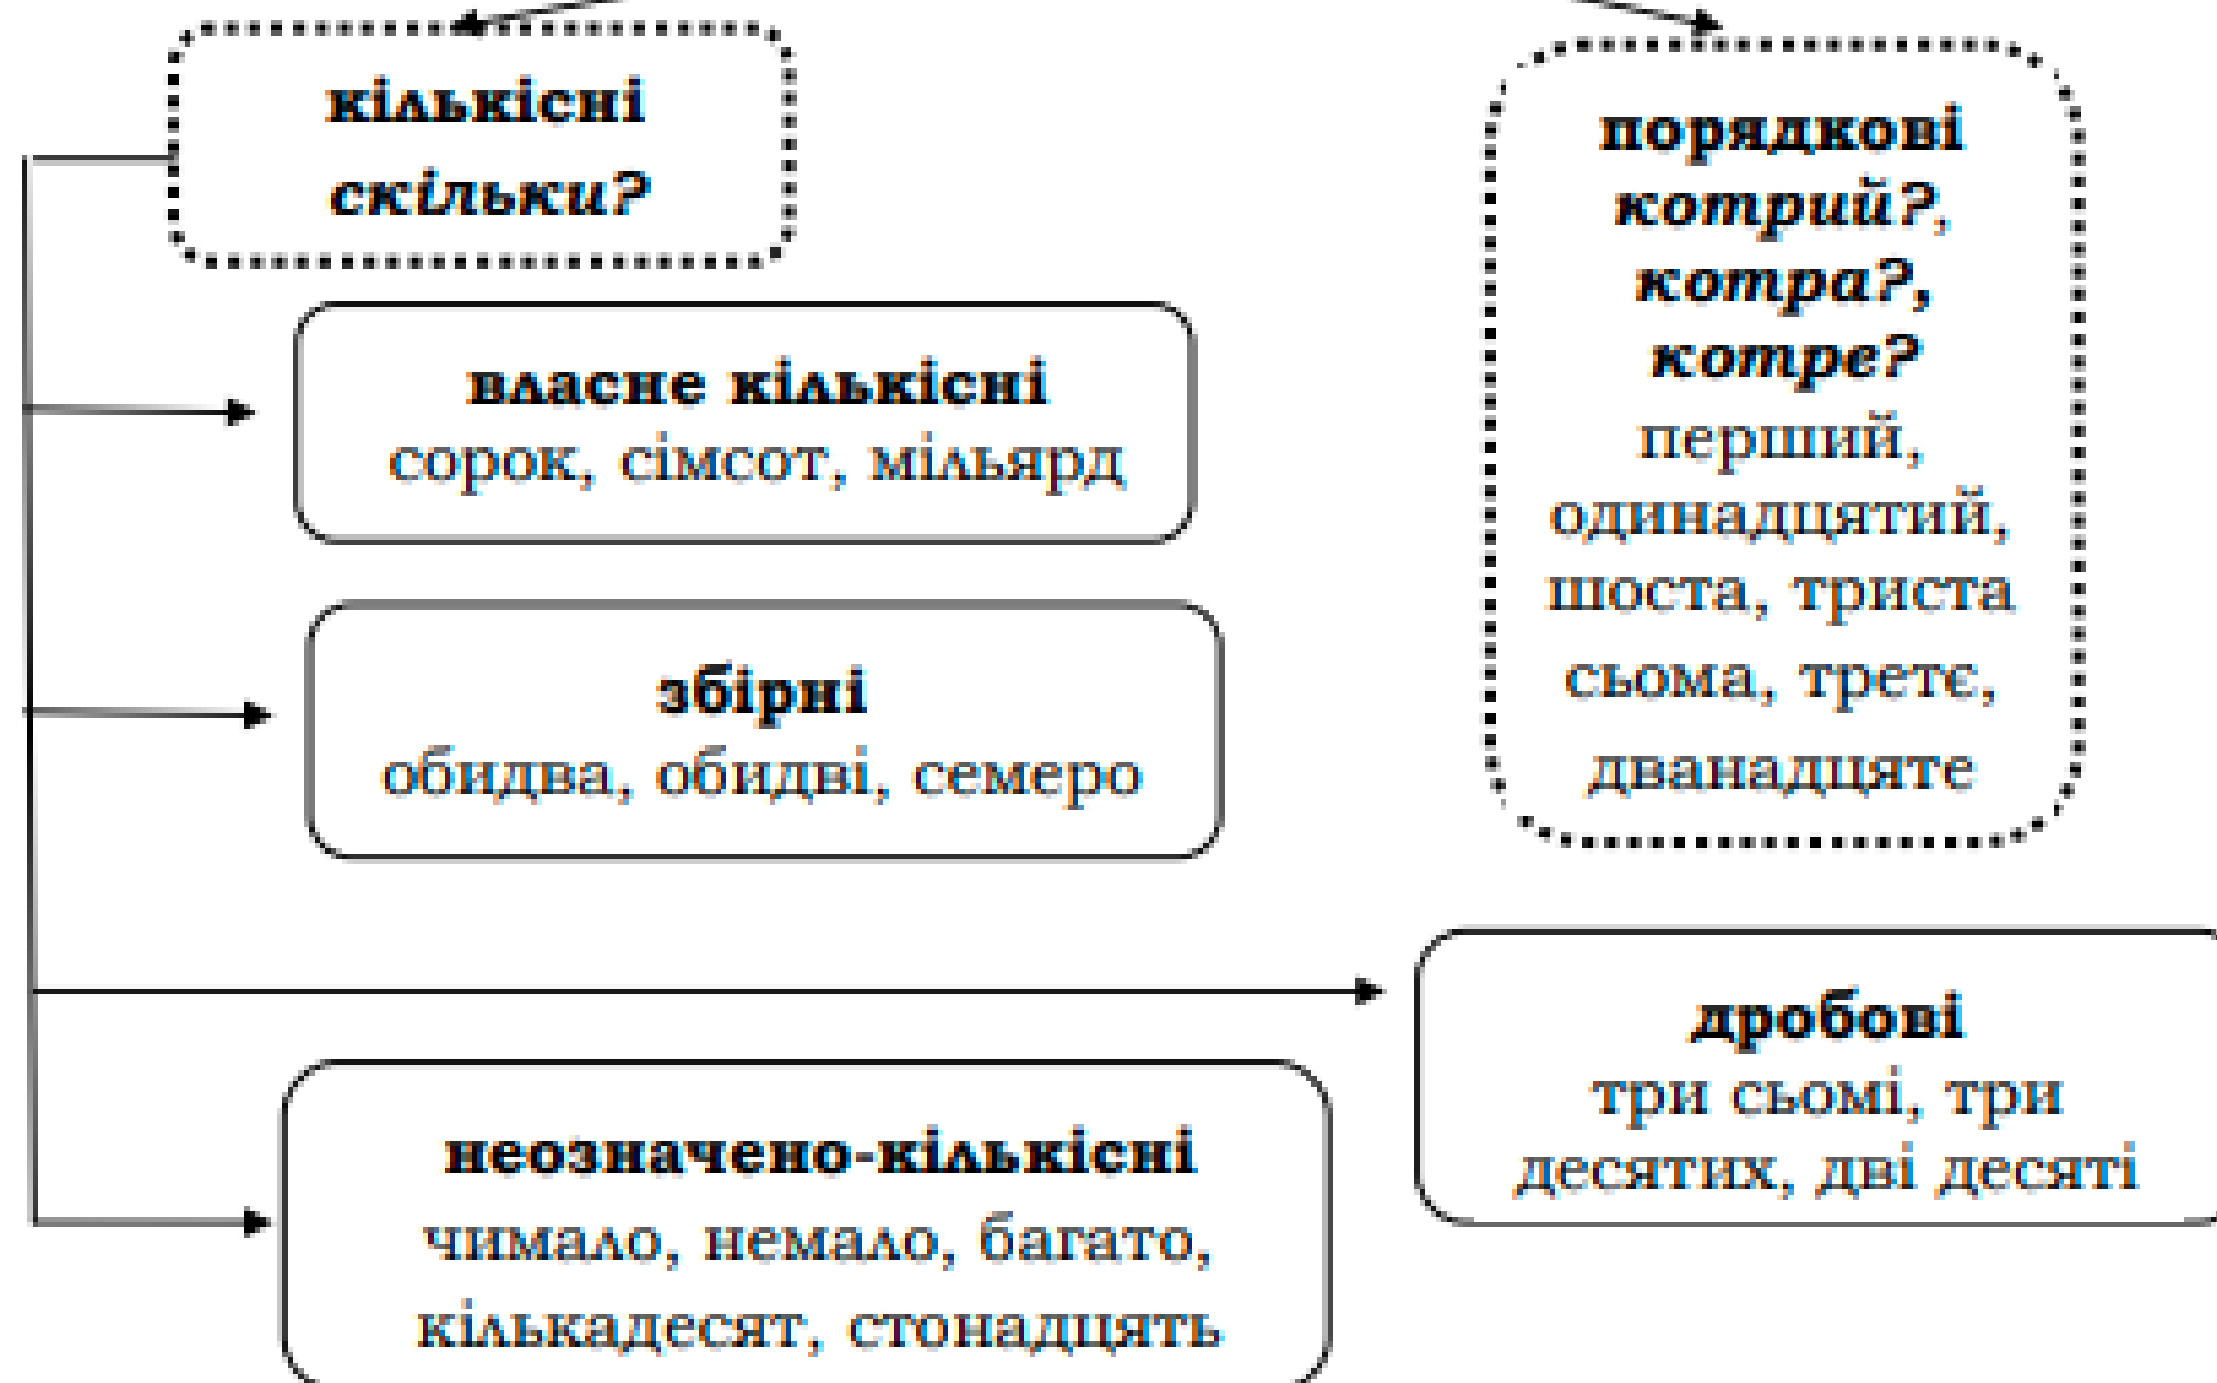 кількісні
скільки?
власне кількісні
сорок, сімсот, мільярд
збірні
обидва, обидві, семеро
порядкові
котрий?,
котра?,
котре?
перший,
одинадцятий,
шоста, триста
сьома, третє,
дванадцяте
дробові
три сьомі, три
десятих, дві десяті
неозначено-кількісні
чимало, немало, багато,
кількадесят, стонадцять